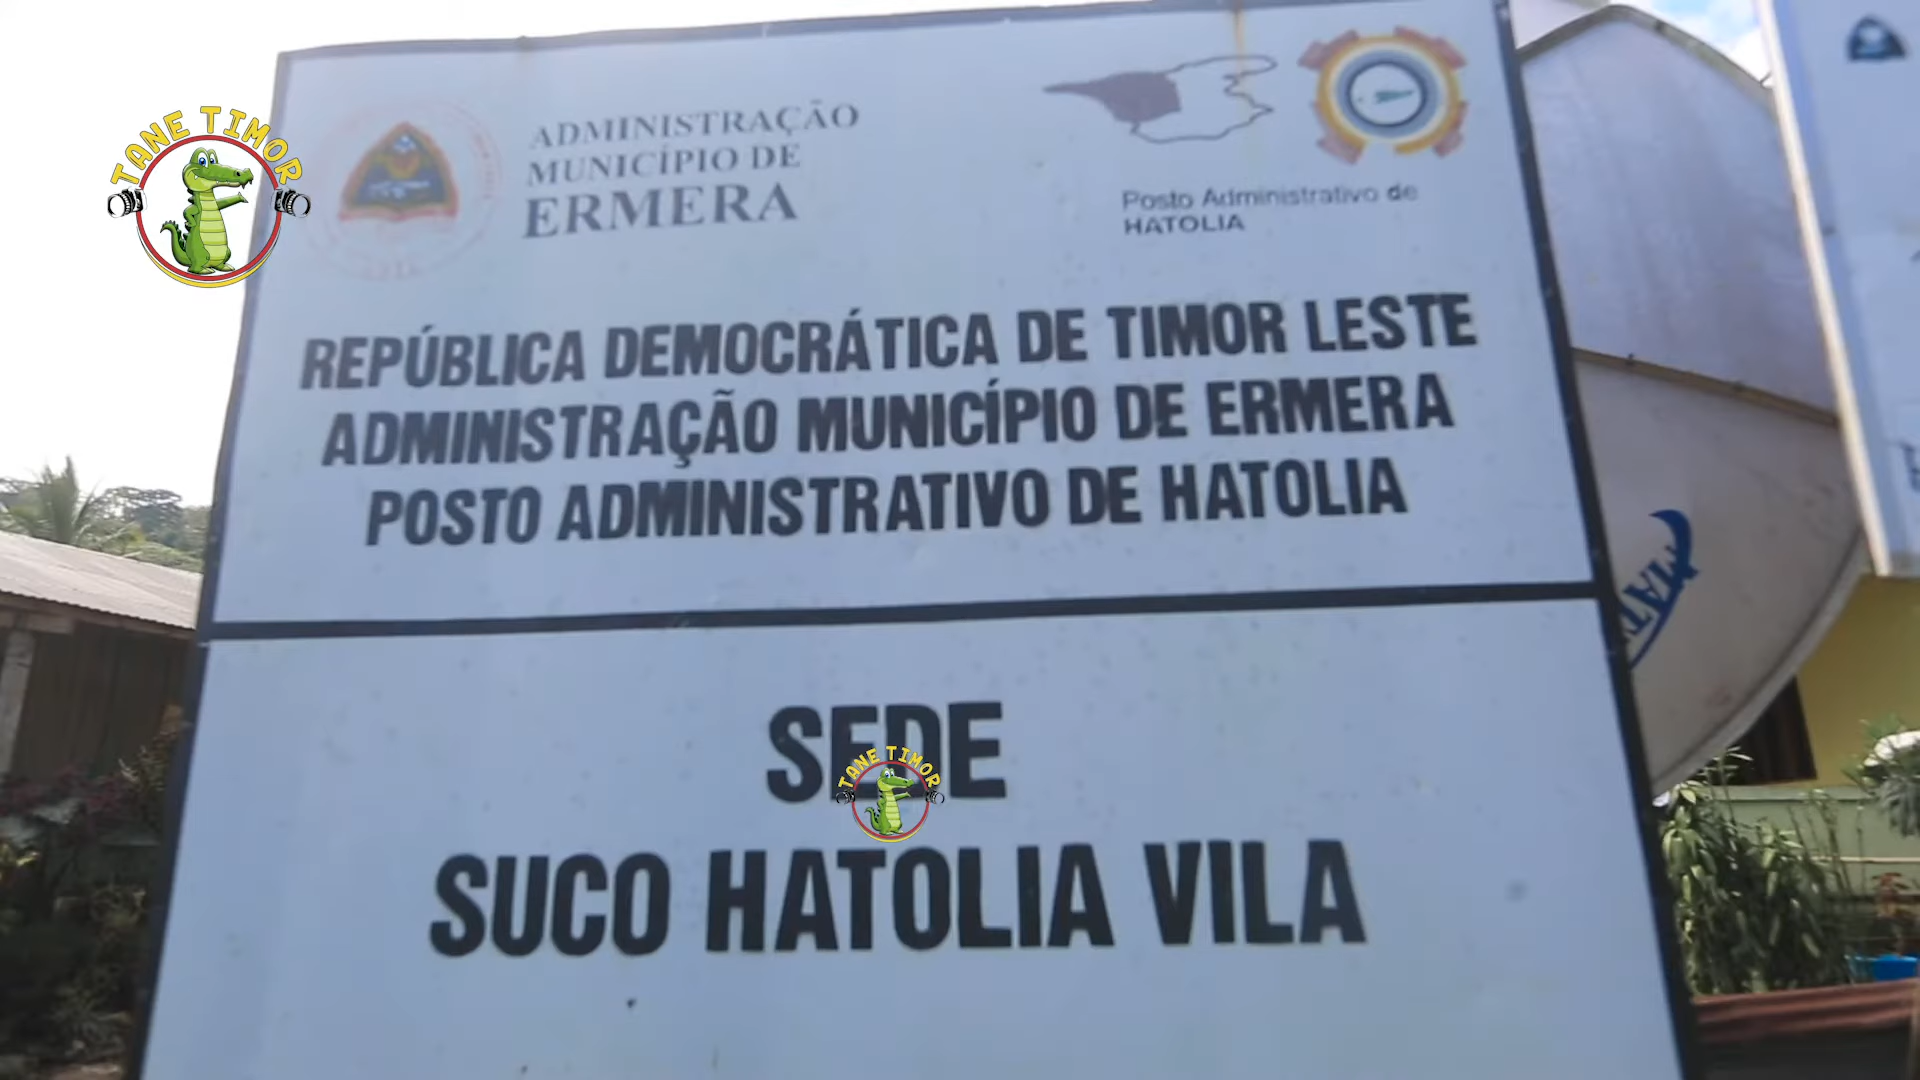 TANE TIMOR
ADMINISTRAÇÃO
MUNICÍPIO DE
ERMERA
Posto Administrativo de
HATOLIA
REPÚBLICA DEMOCRÁTICA DE TIMOR LESTE
ADMINISTRAÇÃO MUNICÍPIO DE ERMERA
POSTO ADMINISTRATIVO DE HATOLIA
SEDE
TANE TIMOR
SUCO HATOLIA VILA